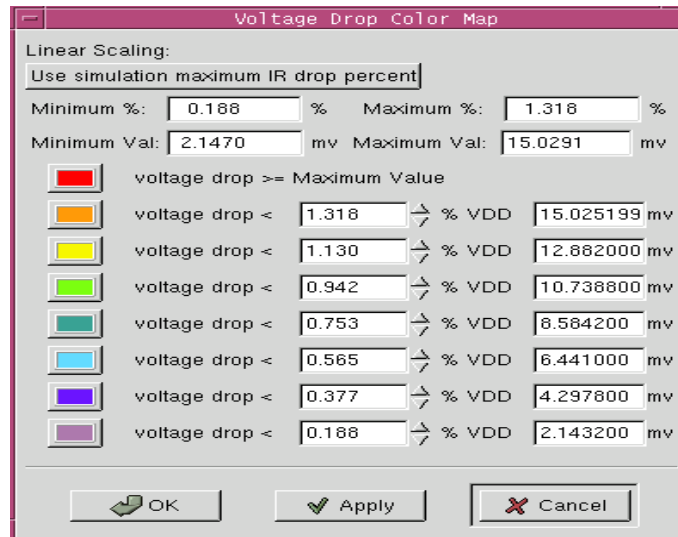 Voltage Drop Color Map
Linear Scaling:
Use simulation maximum IR drop percent
Minimum %: 0.188 % Maximum %: 1.318 %
Minimum Val: 2.1470 mv Maximum Val: 15.0291 mv
voltage drop >= Maximum Value
voltage drop < 1.318 % VDD 15.025199 mv
voltage drop < 1.130 % VDD 12.882000 mv
voltage drop < 0.942 % VDD 10.738800 mv
voltage drop < 0.753 % VDD 8.584200 mv
voltage drop < 0.565 % VDD 6.441000 mv
voltage drop < 0.377 % VDD 4.297800 mv
voltage drop < 0.188 % VDD 2.143200 mv
OK Apply Cancel